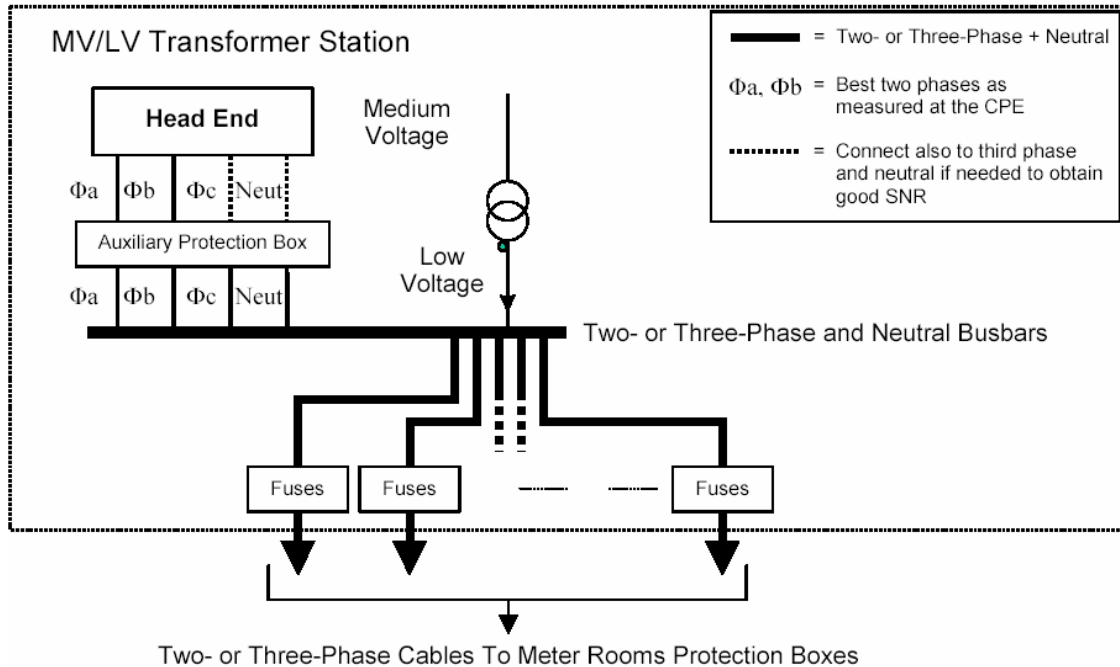 MV/LV Transformer Station
= Two- or Three-Phase + Neutral
Φa, Φb = Best two phases as
measured at the CPE
= Connect also to third phase
and neutral if needed to obtain
good SNR
Head End
Medium
Voltage
Φa Φb Φc Neut
Auxiliary Protection Box
Φa Φb Φc Neut
Low
Voltage
Two- or Three-Phase and Neutral Busbars
Fuses Fuses Fuses
Two- or Three-Phase Cables To Meter Rooms Protection Boxes